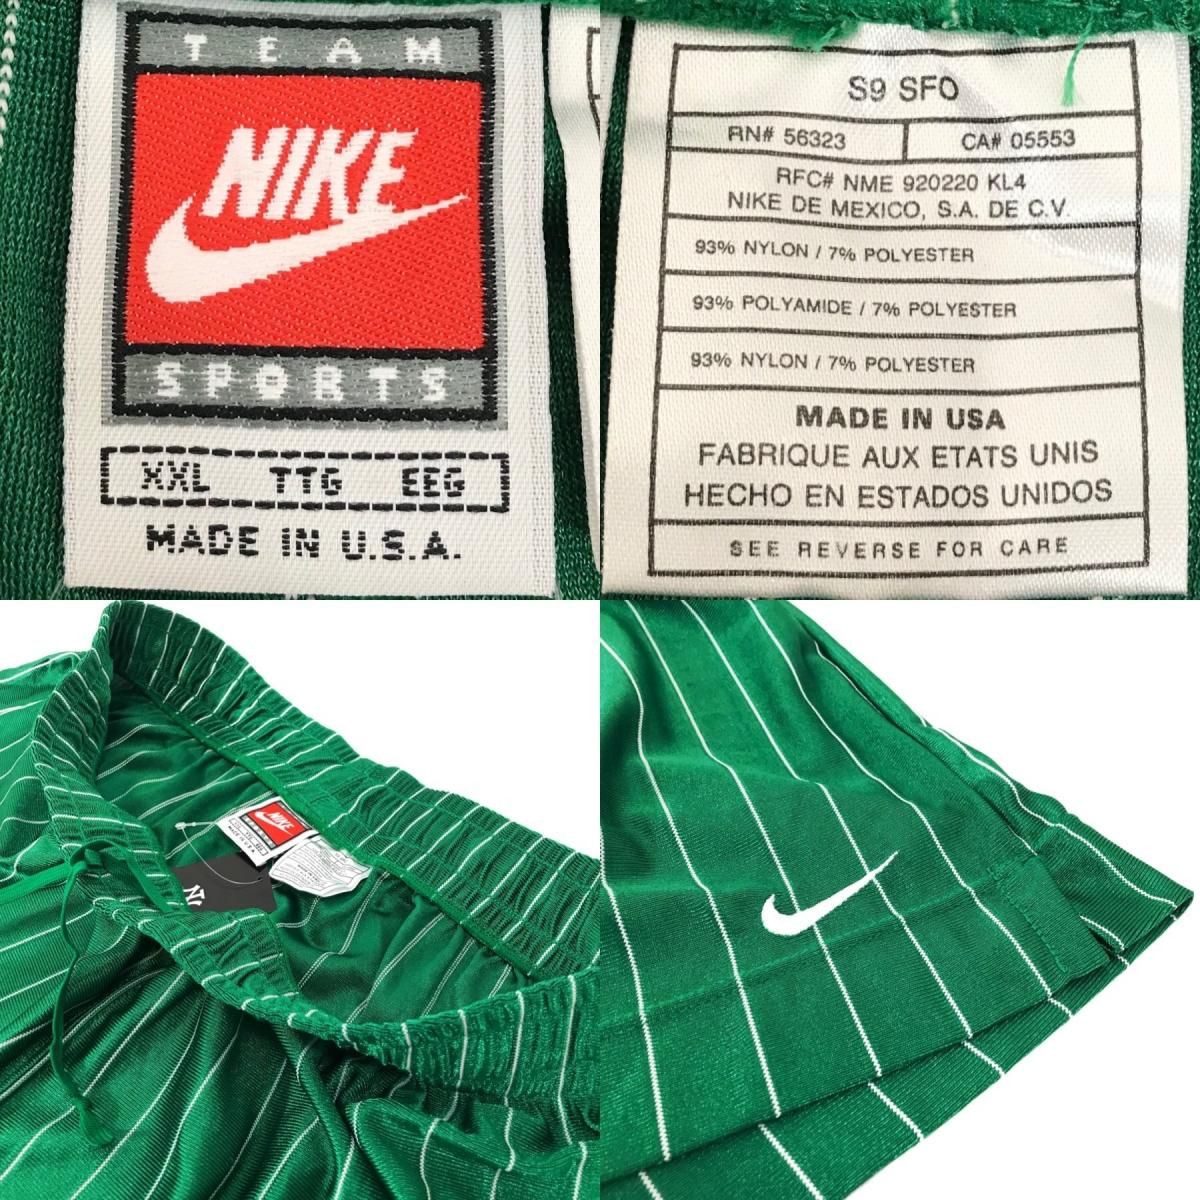 TEAM
NIKE
SPORTS
XXL TTG EEG
MADE IN U.S.A.
S9 SFO
RN# 56323 CA# 05553
RFC# NME 920220 KL4
NIKE DE MEXICO, S.A. DE C.V.
93% NYLON / 7% POLYESTER
93% POLYAMIDE / 7% POLYESTER
93% NYLON / 7% POLYESTER
MADE IN USA
FABRIQUE AUX ETATS UNIS
HECHO EN ESTADOS UNIDOS
SEE REVERSE FOR CARE
NIKE